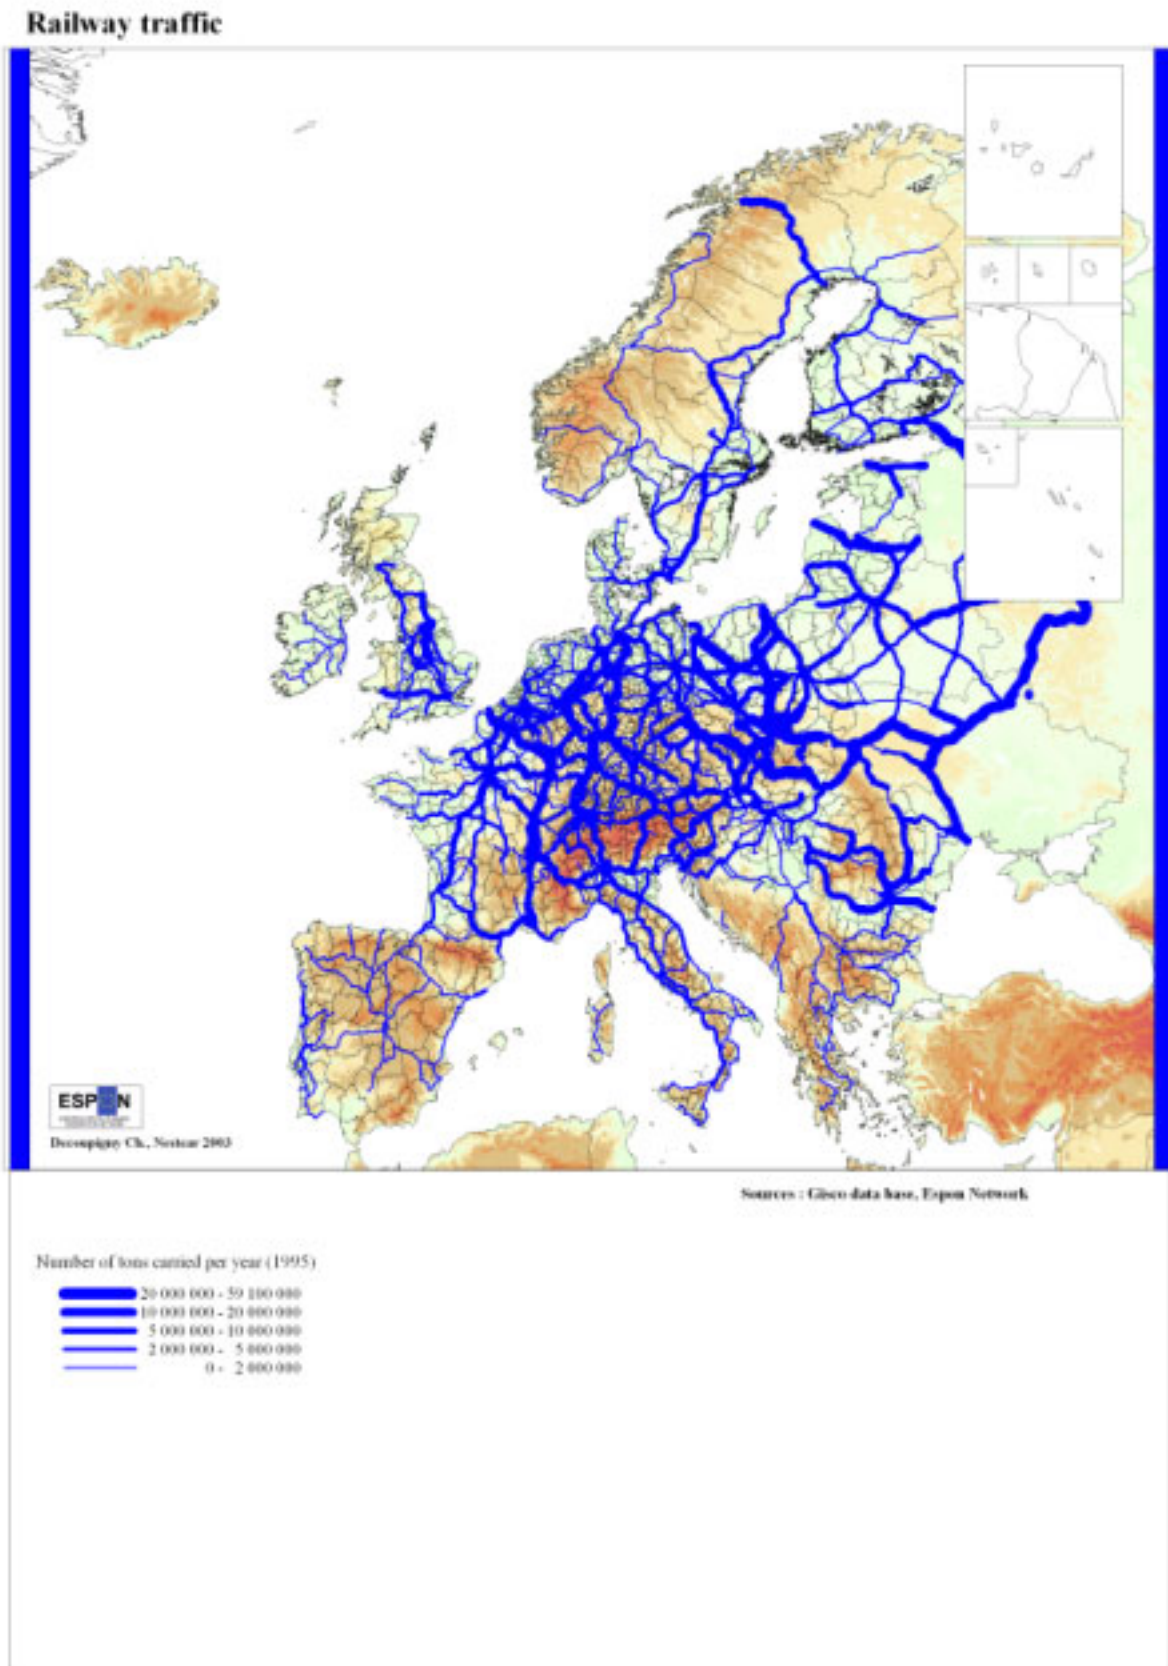 Railway traffic
ESPON
Decoupigny Ch., Nestear 2003
Sources : Gisco data base, Espon Network
Number of tons carried per year (1995)
20 000 000 - 59 100 000
10 000 000 - 20 000 000
5 000 000 - 10 000 000
2 000 000 - 5 000 000
0 - 2 000 000